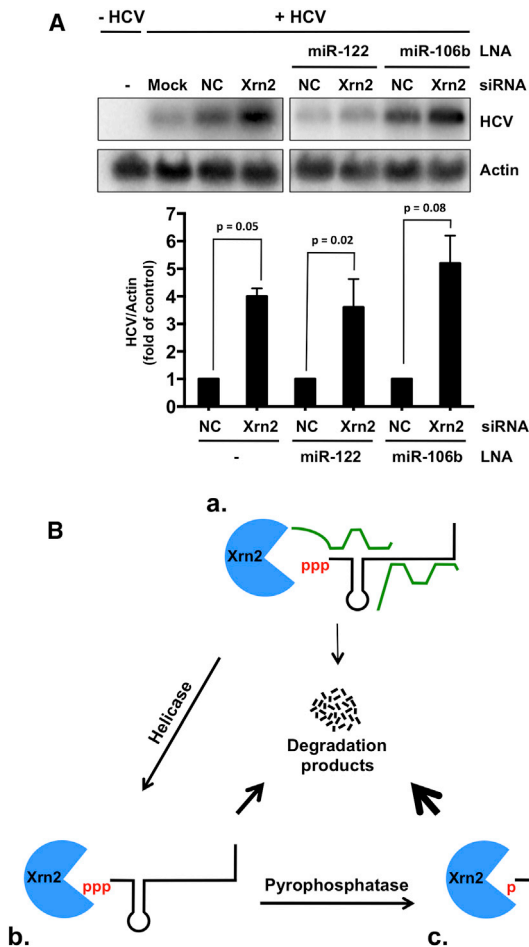 A
- HCV + HCV
miR-122 miR-106b LNA
- Mock NC Xrn2 NC Xrn2 NC Xrn2 siRNA
HCV
Actin
HCV/Actin
(fold of control)
7
6
5
4
3
2
1
0
p = 0.05
p = 0.02
p = 0.08
NC Xrn2 NC Xrn2 NC Xrn2 siRNA
- miR-122 miR-106b LNA
B
a.
Xrn2
ppp
Helicase
Degradation
products
Xrn2
ppp
Pyrophosphatase
Xrn2
p
b.
c.